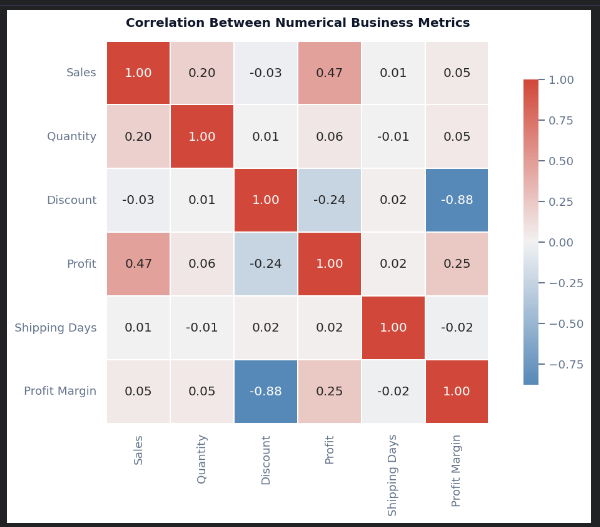 Correlation Between Numerical Business Metrics
Sales 1.00 0.20 -0.03 0.47 0.01 0.05
Quantity 0.20 1.00 0.01 0.06 -0.01 0.05
Discount -0.03 0.01 1.00 -0.24 0.02 -0.88
Profit 0.47 0.06 -0.24 1.00 0.02 0.25
Shipping Days 0.01 -0.01 0.02 0.02 1.00 -0.02
Profit Margin 0.05 0.05 -0.88 0.25 -0.02 1.00
Sales
Quantity
Discount
Profit
Shipping Days
Profit Margin
1.00
0.75
0.50
0.25
0.00
−0.25
−0.50
−0.75